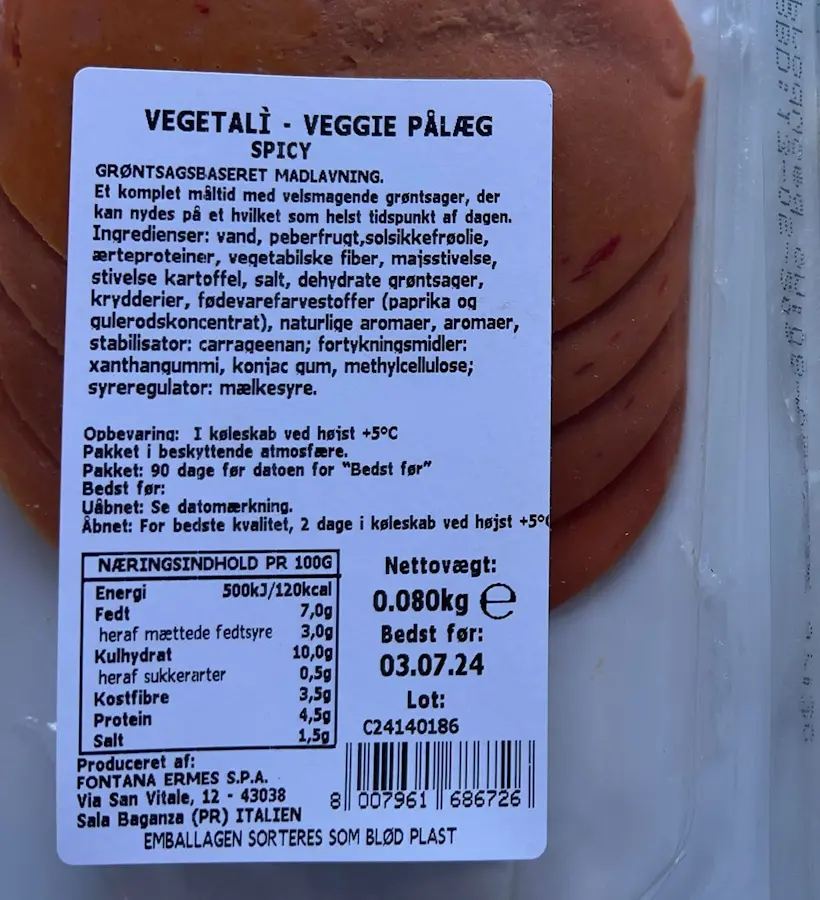 VEGETALÌ - VEGGIE PÅLÆG
SPICY
GRØNTSAGSBASERET MADLAVNING.
Et komplet måltid med velsmagende grøntsager, der
kan nydes på et hvilket som helst tidspunkt af dagen.
Ingredienser: vand, peberfrugt,solsikkefrøolie,
ærteproteiner, vegetabilske fiber, majsstivelse,
stivelse kartoffel, salt, dehydrate grøntsager,
krydderier, fødevarefarvestoffer (paprika og
gulerodskoncentrat), naturlige aromaer, aromaer,
stabilisator: carrageenan; fortykningsmidler:
xanthangummi, konjac gum, methylcellulose;
syreregulator: mælkesyre.
Opbevaring: I køleskab ved højst +5°C
Pakket i beskyttende atmosfære.
Pakket: 90 dage før datoen for "Bedst før"
Bedst før:
Uåbnet: Se datomærkning.
Åbnet: For bedste kvalitet, 2 dage i køleskab ved højst +5°
NÆRINGSINDHOLD PR 100G
Energi 500kJ/120kcal
Fedt 7,0g
heraf mættede fedtsyre 3,0g
Kulhydrat 10,0g
heraf sukkerarter 0,5g
Kostfibre 3,5g
Protein 4,5g
Salt 1,5g
Nettovægt:
0.080kg e
Bedst før:
03.07.24
Lot:
C24140186
8 007961 686726
Produceret af:
FONTANA ERMES S.P.A.
Via San Vitale, 12 - 43038
Sala Baganza (PR) ITALIEN
EMBALLAGEN SORTERES SOM BLØD PLAST